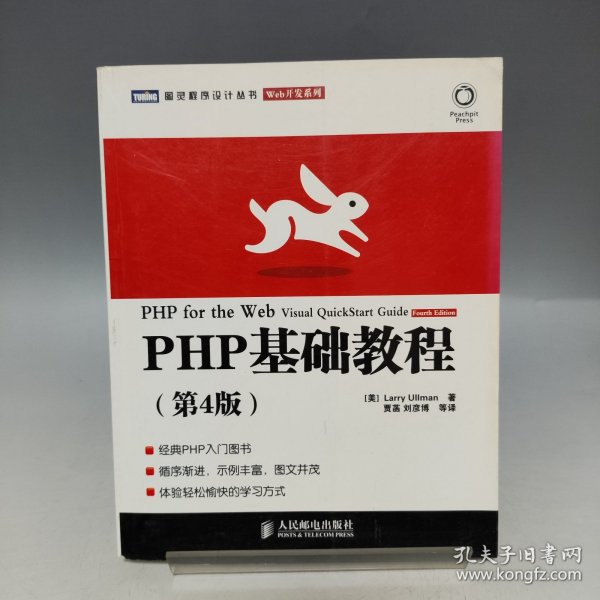 TURING 图灵程序设计丛书 Web开发系列
Peachpit
Press
PHP for the Web Visual QuickStart Guide Fourth Edition
PHP基础教程
(第4版)
[美] Larry Ullman 著
贾菡 刘彦博 等译
经典PHP入门图书
循序渐进，示例丰富，图文并茂
体验轻松愉快的学习方式
人民邮电出版社
POSTS & TELECOM PRESS
孔夫子旧书网
www.kongfz.com